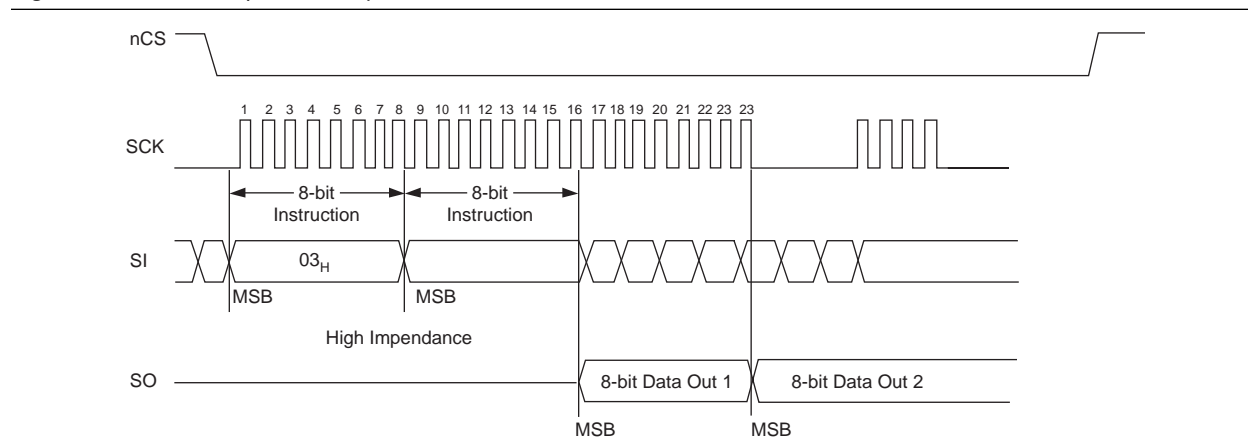 nCS
1 2 3 4 5 6 7 8 9 10 11 12 13 14 15 16 17 18 19 20 21 22 23 23
SCK
8-bit
Instruction
8-bit
Instruction
SI
03H
MSB
MSB
High Impendance
SO
8-bit Data Out 1
8-bit Data Out 2
MSB
MSB